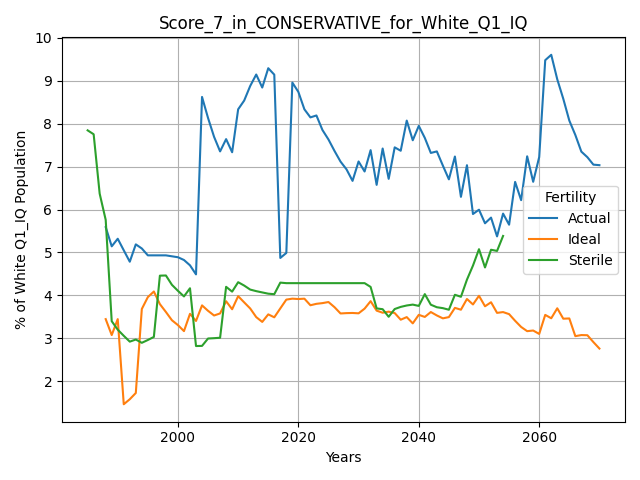 Score_7_in_CONSERVATIVE_for_White_Q1_IQ
% of White Q1_IQ Population
10
9
8
7
6
5
4
3
2
Fertility
Actual
Ideal
Sterile
2000 2020 2040 2060
Years